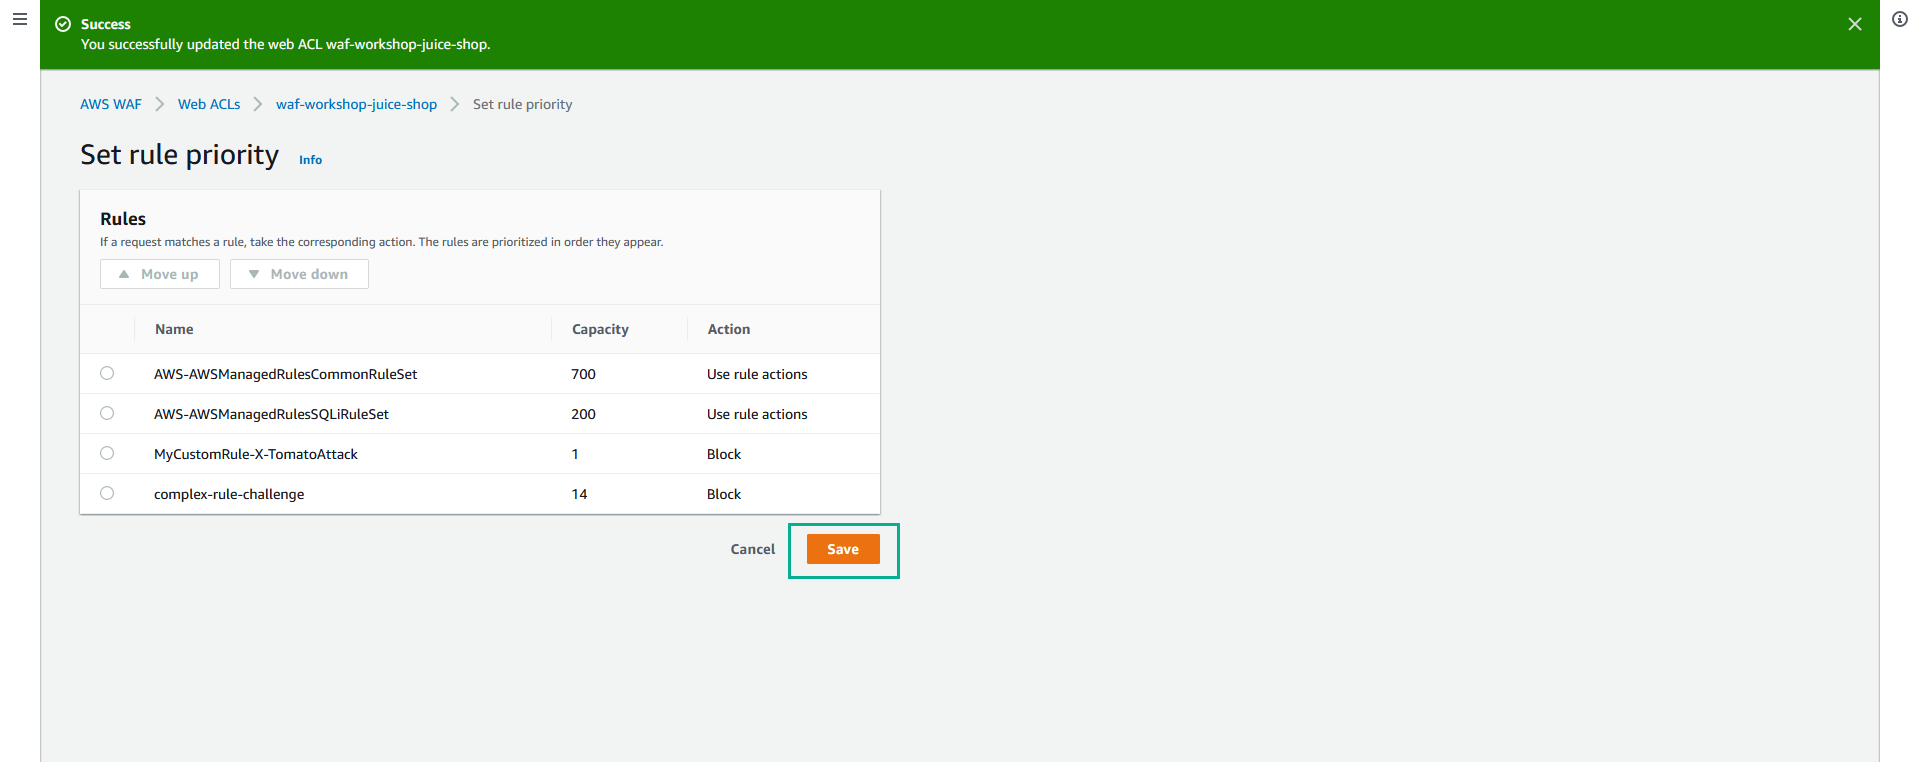 Success
You successfully updated the web ACL waf-workshop-juice-shop.
AWS WAF Web ACLs waf-workshop-juice-shop Set rule priority
Set rule priority Info
Rules
If a request matches a rule, take the corresponding action. The rules are prioritized in order they appear.
Move up Move down
Name Capacity Action
AWS-AWSManagedRulesCommonRuleSet 700 Use rule actions
AWS-AWSManagedRulesSQLiRuleSet 200 Use rule actions
MyCustomRule-X-TomatoAttack 1 Block
complex-rule-challenge 14 Block
Cancel Save